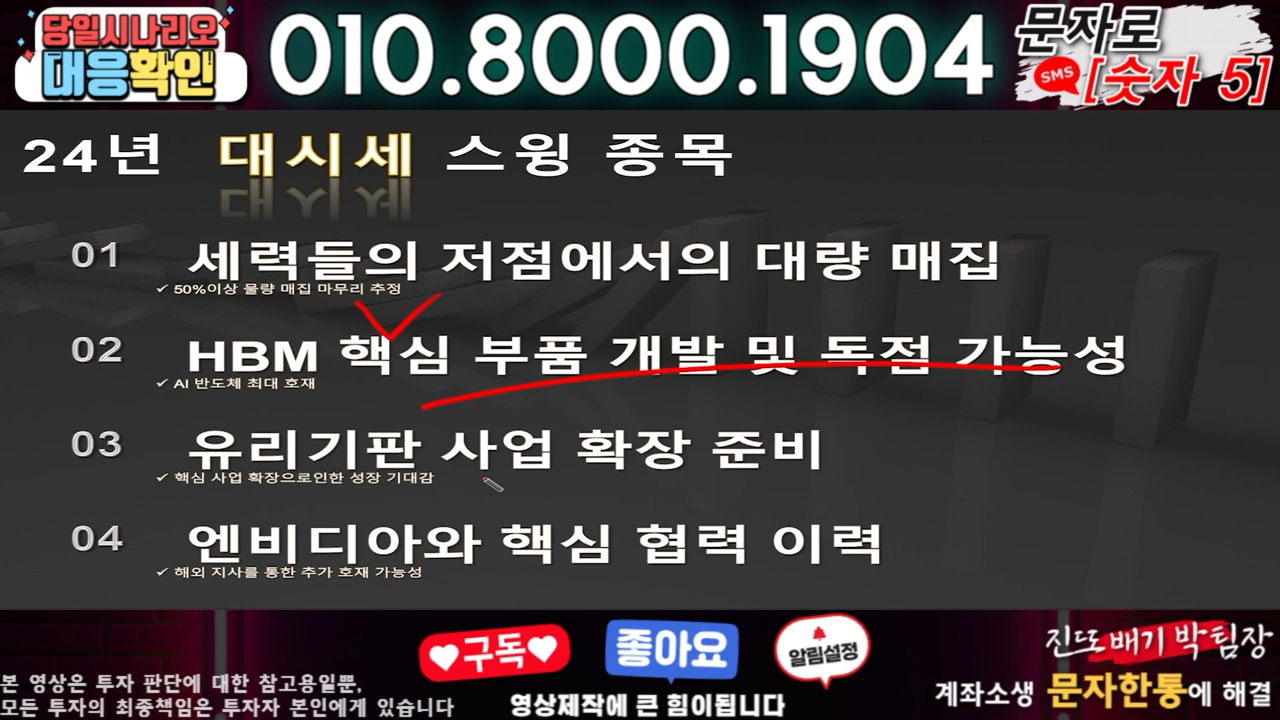 당일시나리오
대응확인
010.8000.1904
문자로
SMS [숫자 5]
24년 대시세 스윙 종목
01 세력들의 저점에서의 대량 매집
✓ 50%이상 물량 매집 마무리 추정
02 HBM 핵심 부품 개발 및 독점 가능성
✓ AI 반도체 최대 호재
03 유리기판 사업 확장 준비
✓ 핵심 사업 확장으로인한 성장 기대감
04 엔비디아와 핵심 협력 이력
✓ 해외 지사를 통한 추가 호재 가능성
구독
좋아요
알림설정
영상제작에 큰 힘이됩니다
본 영상은 투자 판단에 대한 참고용일뿐,
모든 투자의 최종책임은 투자자 본인에게 있습니다
진또배기 박팀장
계좌소생 문자한통에 해결